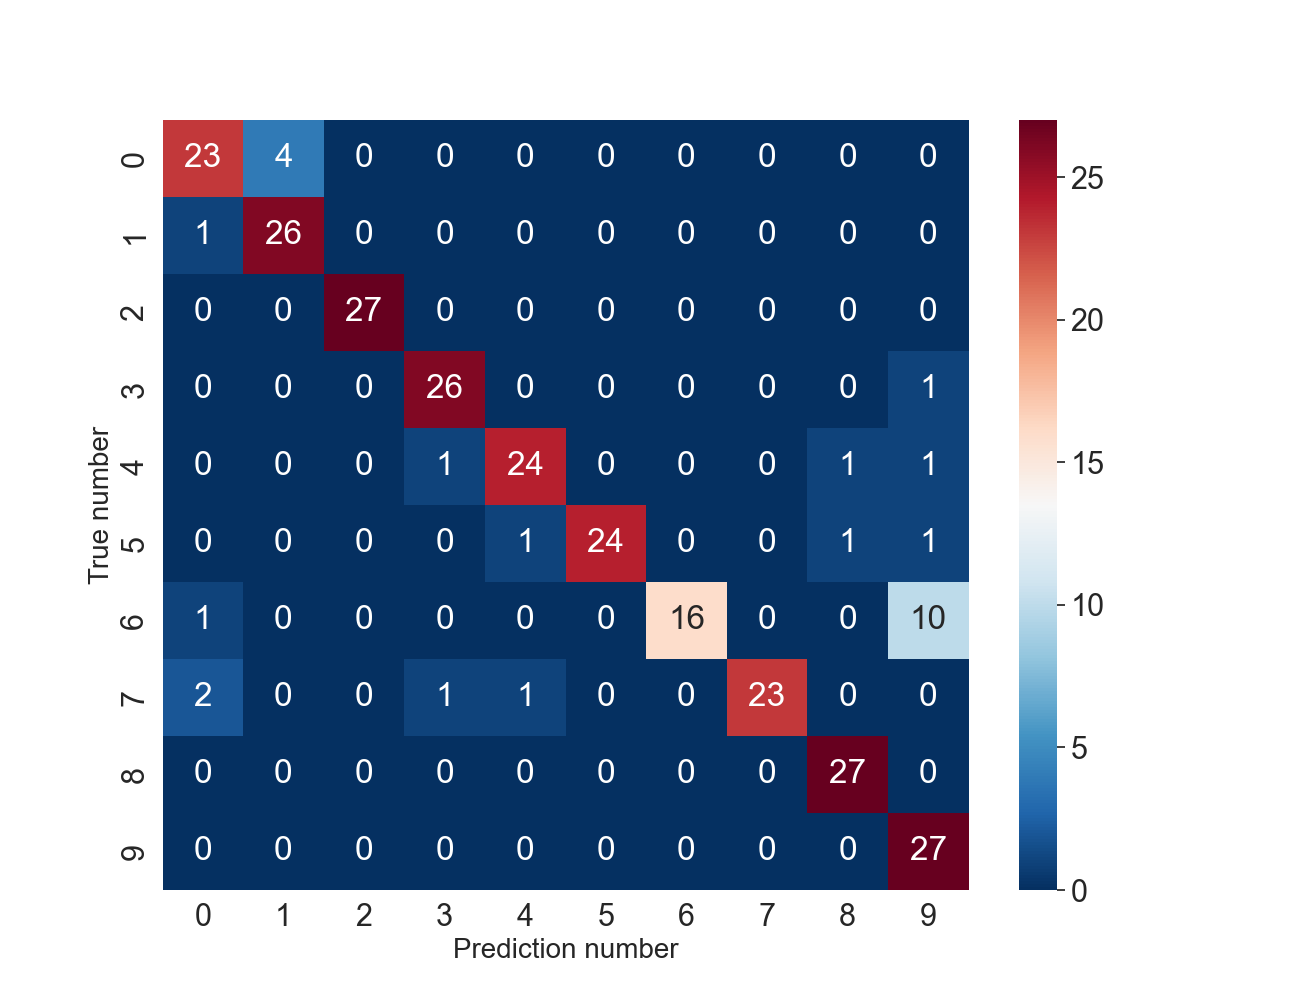 0 23 4 0 0 0 0 0 0 0 0
1 1 26 0 0 0 0 0 0 0 0
2 0 0 27 0 0 0 0 0 0 0
3 0 0 0 26 0 0 0 0 0 1
4 0 0 0 1 24 0 0 0 1 1
5 0 0 0 0 1 24 0 0 1 1
6 1 0 0 0 0 0 16 0 0 10
7 2 0 0 1 1 0 0 23 0 0
8 0 0 0 0 0 0 0 0 27 0
9 0 0 0 0 0 0 0 0 0 27
0 1 2 3 4 5 6 7 8 9
Prediction number
True number
25
20
15
10
5
0